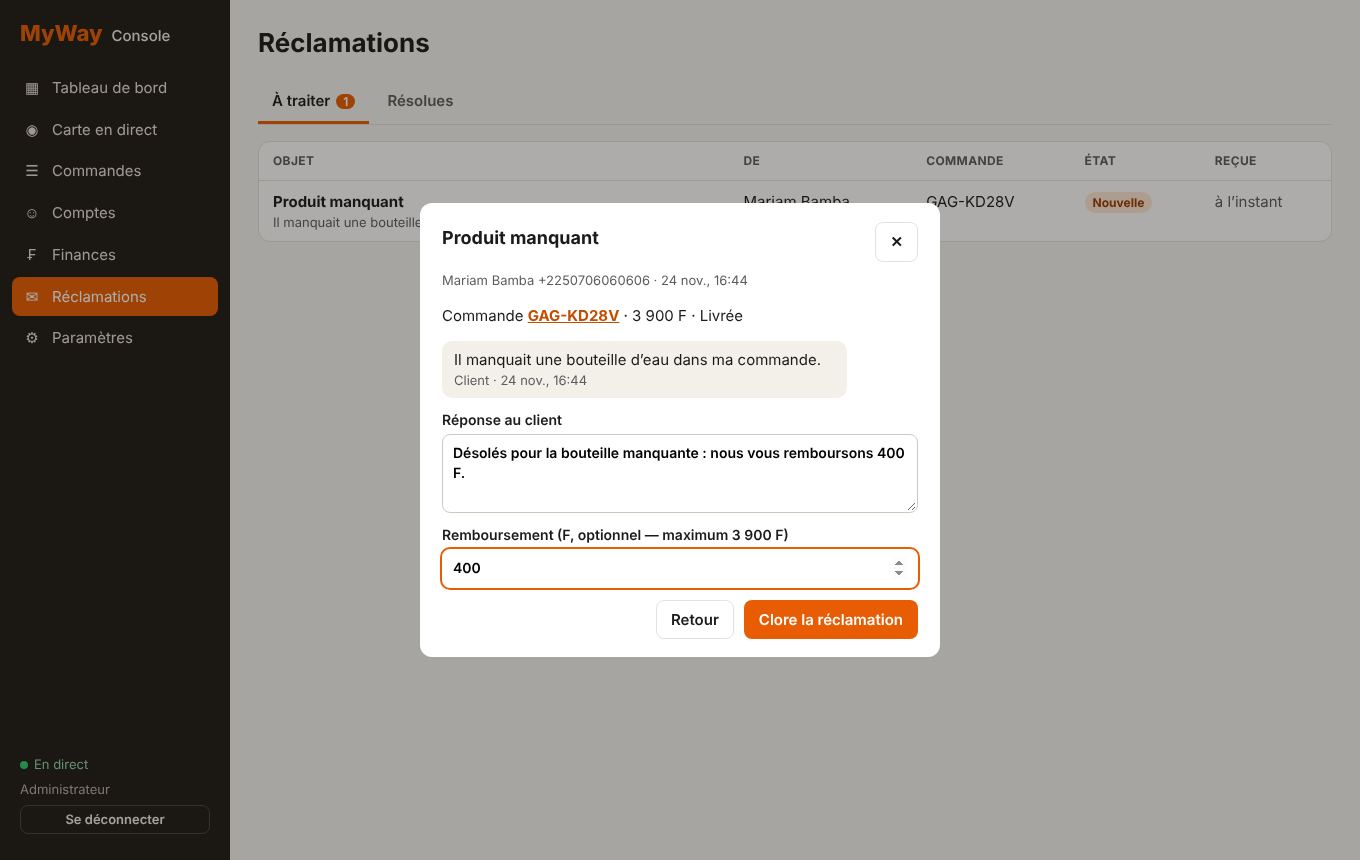 MyWay Console
Tableau de bord
Carte en direct
Commandes
Comptes
Finances
Réclamations
Paramètres
En direct
Administrateur
Se déconnecter
Réclamations
À traiter 1
Résolues
OBJET DE COMMANDE ÉTAT REÇUE
Produit manquant Mariam Bamba GAG-KD28V Nouvelle à l’instant
Il manquait une bouteille
Produit manquant
Mariam Bamba +2250706060606 · 24 nov., 16:44
Commande GAG-KD28V · 3 900 F · Livrée
Il manquait une bouteille d’eau dans ma commande.
Client · 24 nov., 16:44
Réponse au client
Désolés pour la bouteille manquante : nous vous remboursons 400
F.
Remboursement (F, optionnel — maximum 3 900 F)
400
Retour
Clore la réclamation